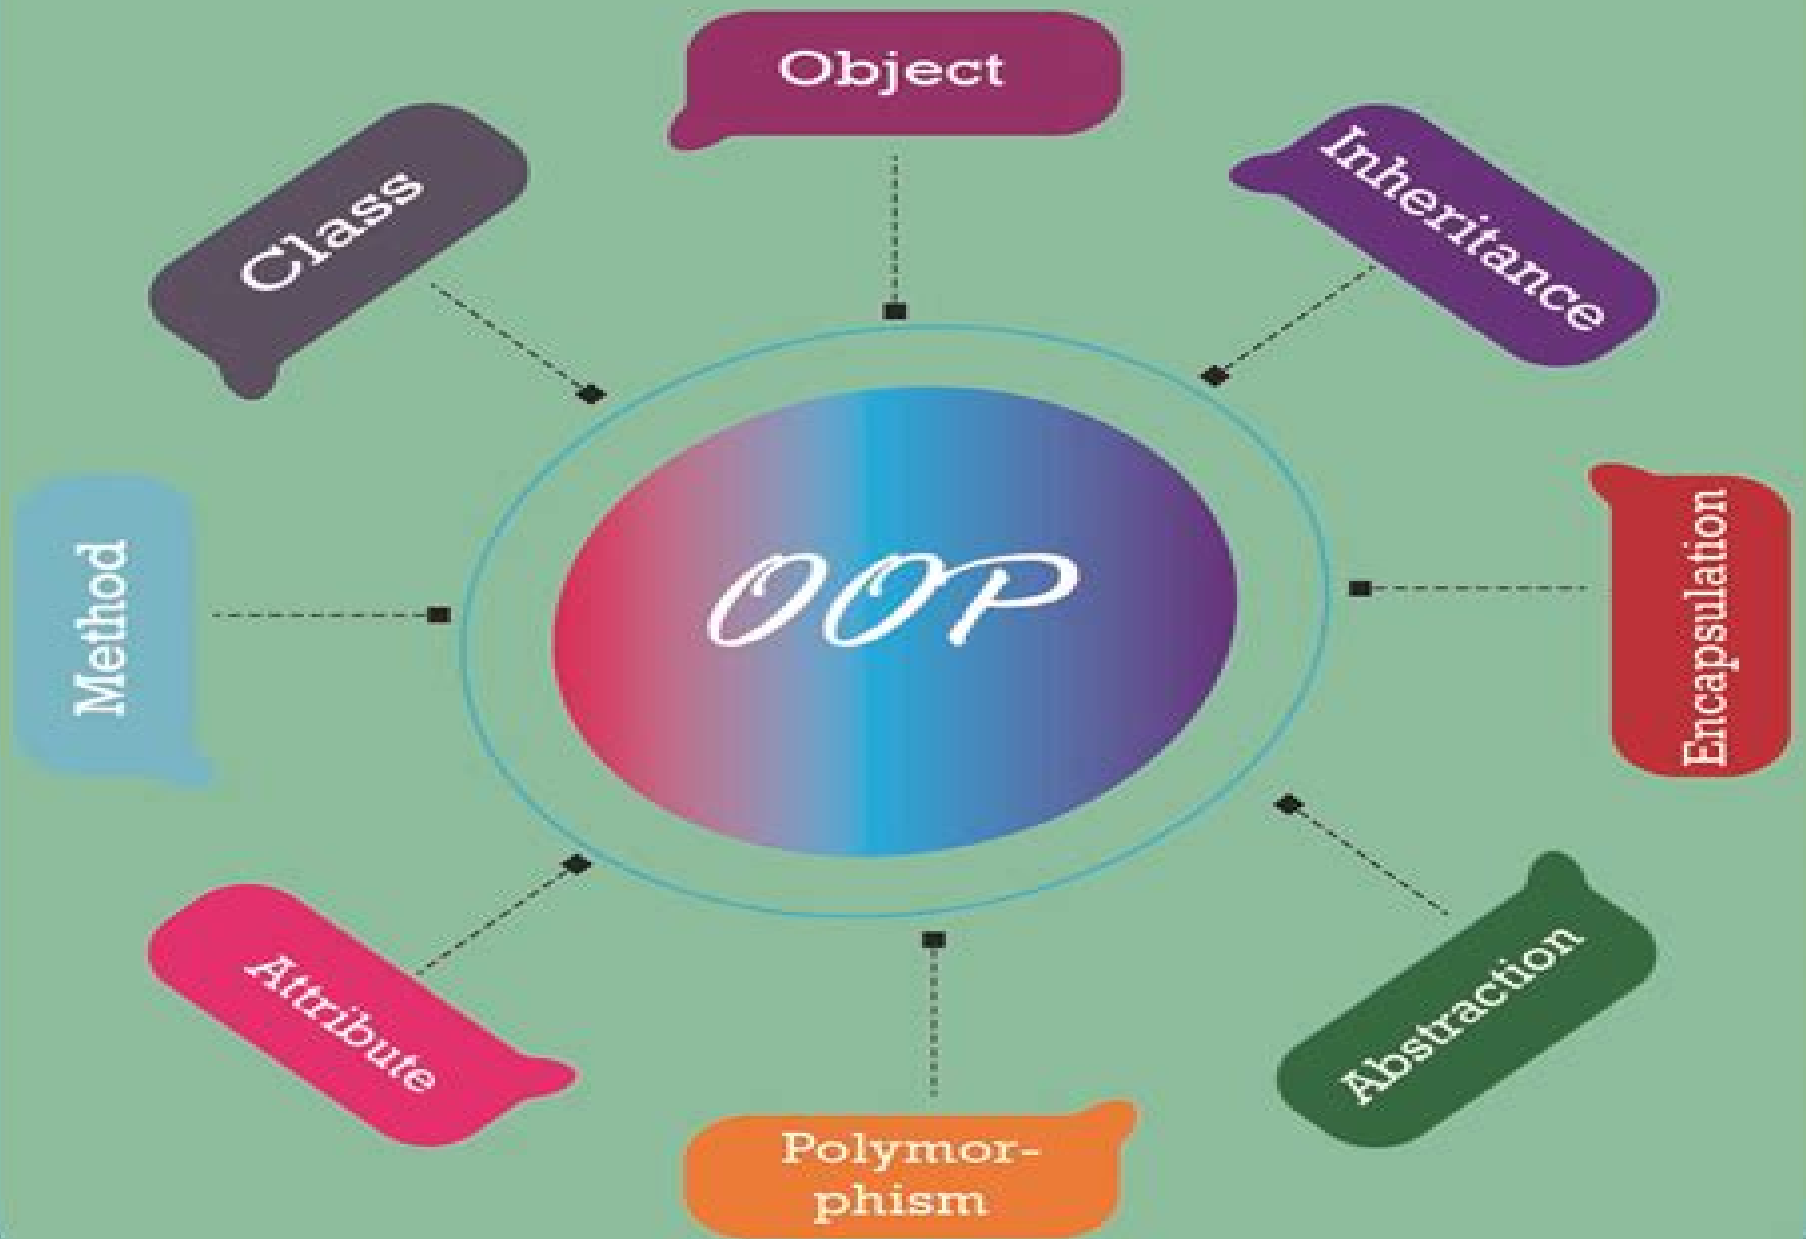 Object
Class
Inheritance
Method
OOP
Encapsulation
Attribute
Abstraction
Polymor-
phism